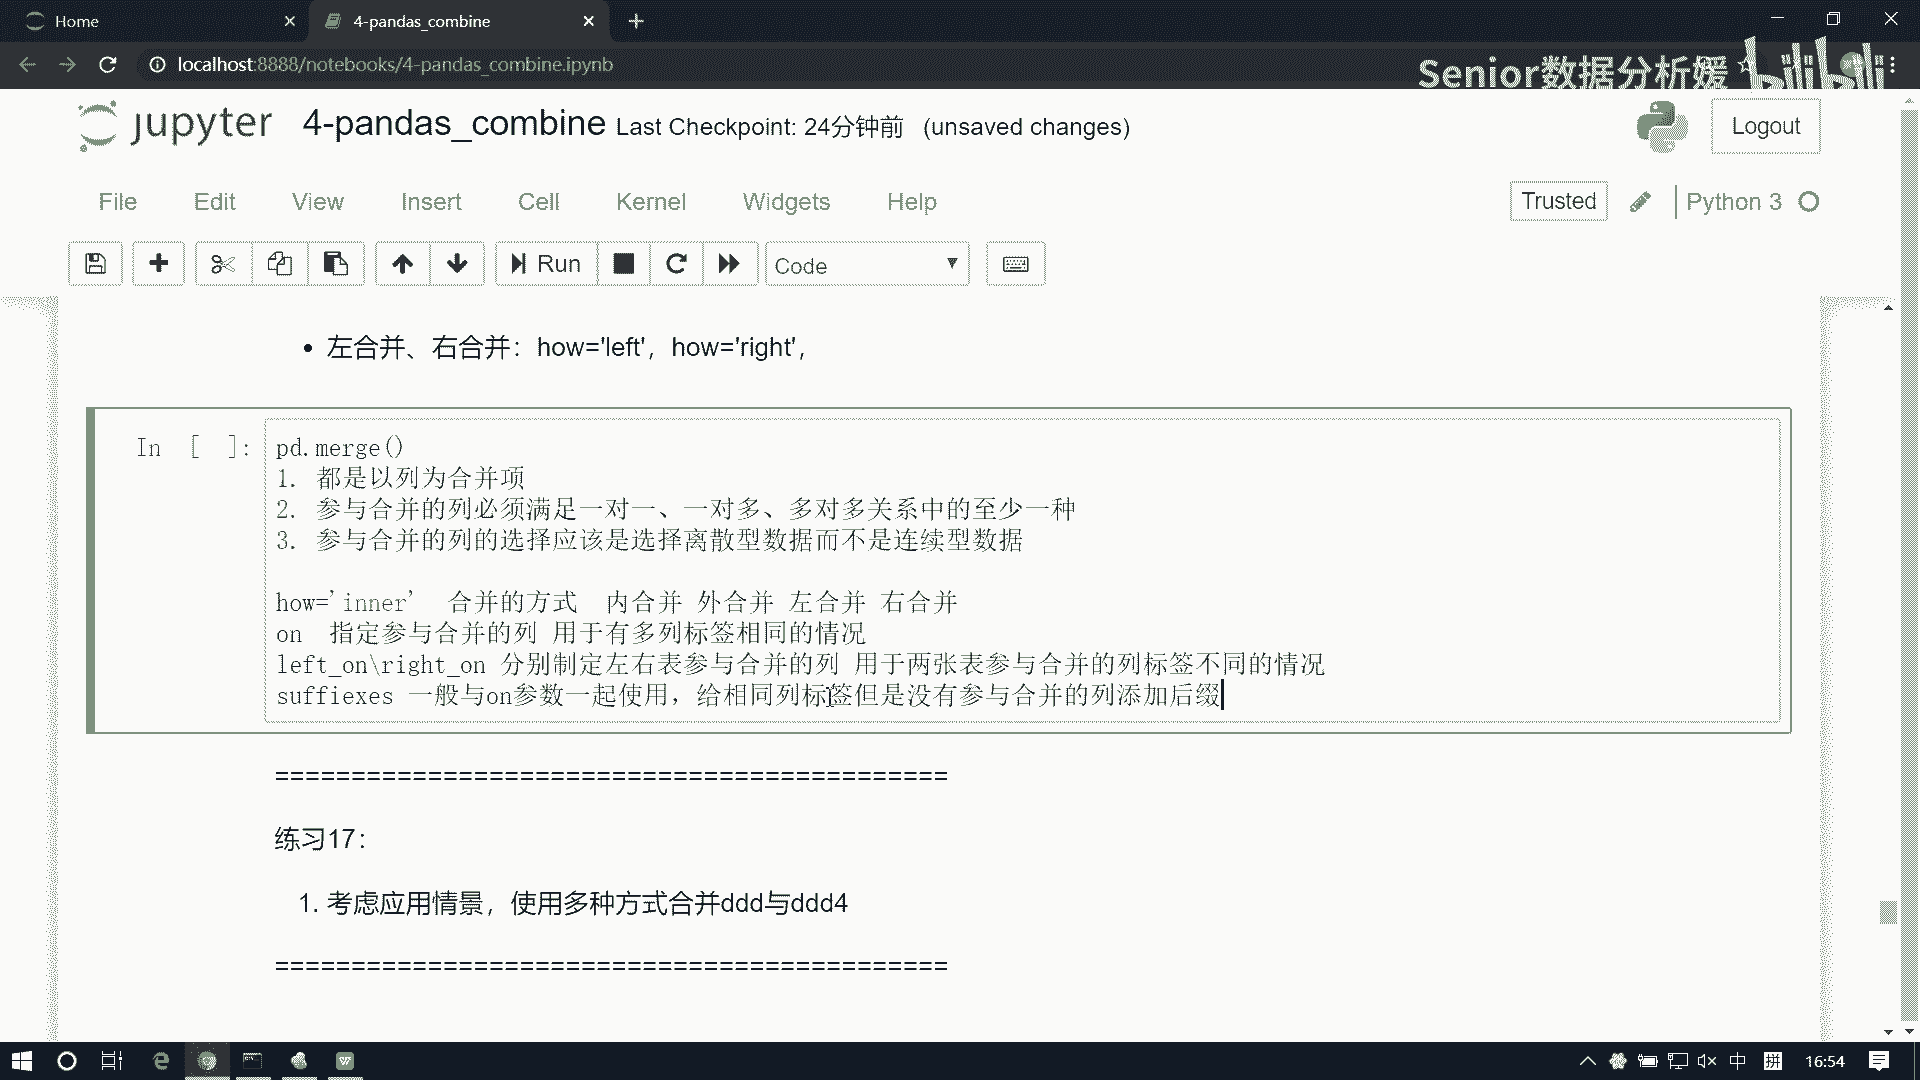 Home
4-pandas_combine
localhost:8888/notebooks/4-pandas_combine.ipynb
Senior数据分析媛
bilibili
jupyter 4-pandas_combine Last Checkpoint: 24分钟前 (unsaved changes)
Logout
File Edit View Insert Cell Kernel Widgets Help
Trusted
Python 3
Run
Code
• 左合并、右合并：how='left'，how='right'，
In [ ]:
pd.merge()
1. 都是以列为合并项
2. 参与合并的列必须满足一对一、一对多、多对多关系中的至少一种
3. 参与合并的列的选择应该是选择离散型数据而不是连续型数据
how='inner' 合并的方式 内合并 外合并 左合并 右合并
on 指定参与合并的列 用于有多列标签相同的情况
left_on\right_on 分别制定左右表参与合并的列 用于两张表参与合并的列标签不同的情况
suffiexes 一般与on参数一起使用，给相同列标签但是没有参与合并的列添加后缀
============================================
练习17：
1. 考虑应用情景，使用多种方式合并ddd与ddd4
============================================
中
拼
16:54